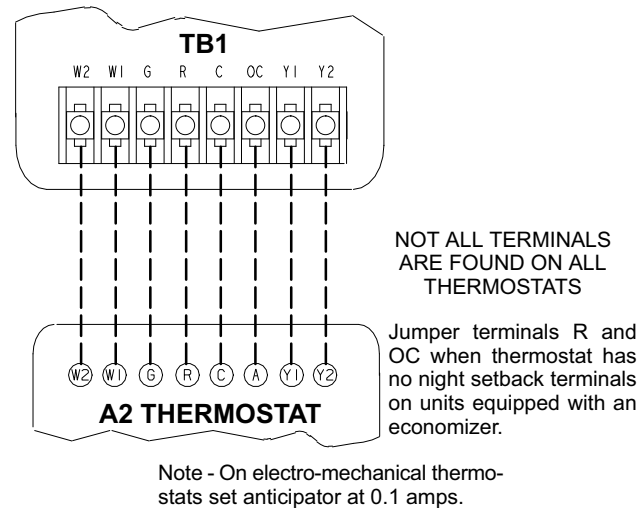 TB1
W2 W1 G R C OC Y1 Y2
NOT ALL TERMINALS
ARE FOUND ON ALL
THERMOSTATS
Jumper terminals R and
OC when thermostat has
no night setback terminals
on units equipped with an
economizer.
W2 W1 G R C A Y1 Y2
A2 THERMOSTAT
Note - On electro-mechanical thermo-
stats set anticipator at 0.1 amps.